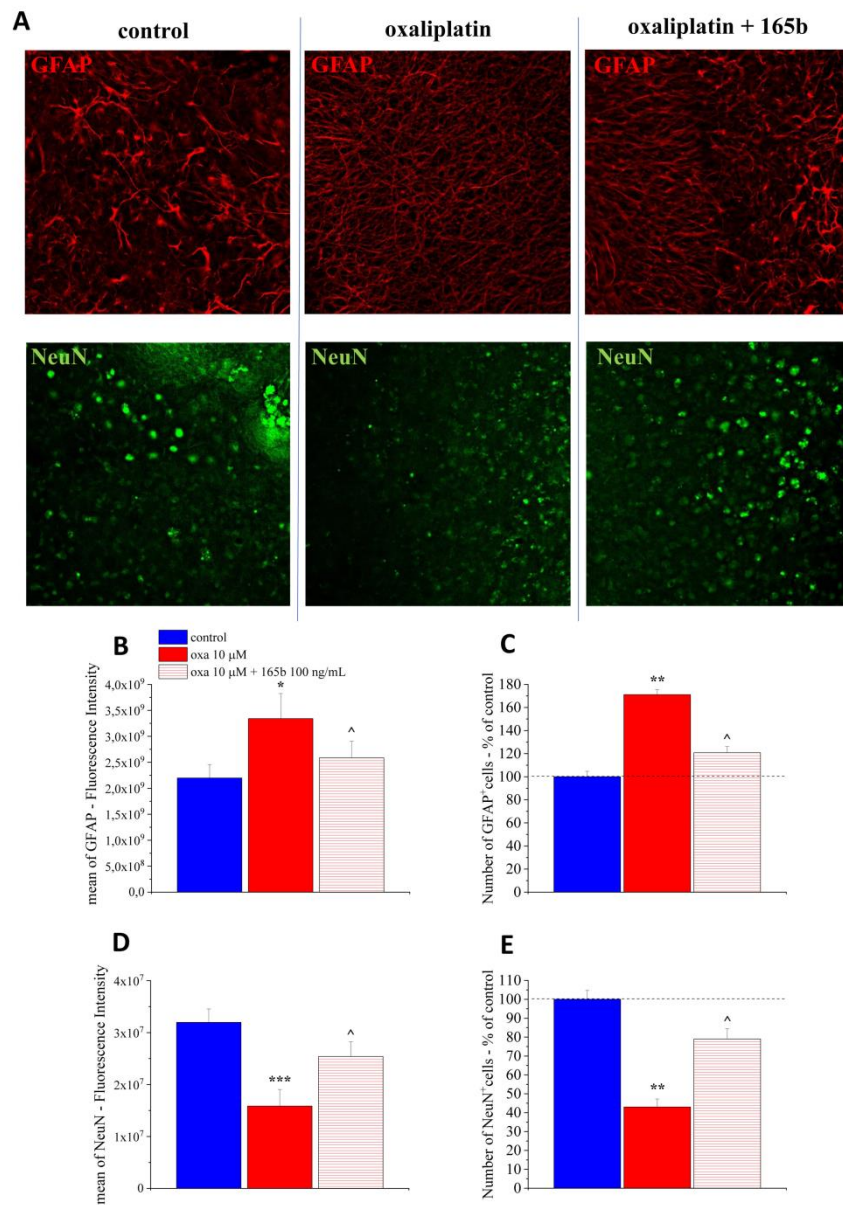 A
control
oxaliplatin
oxaliplatin + 165b
GFAP
GFAP
GFAP
NeuN
NeuN
NeuN
B
control
oxa 10 μM
oxa 10 μM + 165b 100 ng/mL
mean of GFAP - Fluorescence Intensity
4,0x10⁹
3,5x10⁹
3,0x10⁹
2,5x10⁹
2,0x10⁹
1,5x10⁹
1,0x10⁹
5,0x10⁸
0,0
*
^
C
Number of GFAP⁺cells - % of control
180
160
140
120
100
80
60
40
20
0
**
^
D
mean of NeuN - Fluorescence Intensity
4x10⁷
3x10⁷
2x10⁷
1x10⁷
***
^
E
Number of NeuN⁺cells - % of control
110
100
90
80
70
60
50
40
30
20
10
0
**
^